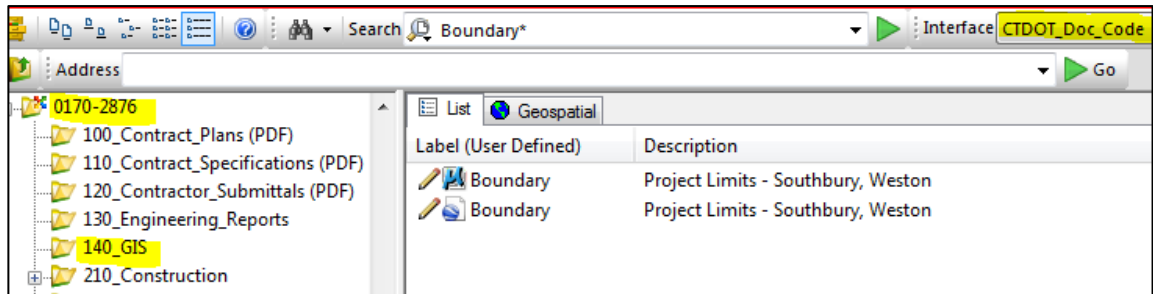 Search Boundary* Interface CTDOT_Doc_Code
Address Go
0170-2876
100_Contract_Plans (PDF)
110_Contract_Specifications (PDF)
120_Contractor_Submittals (PDF)
130_Engineering_Reports
140_GIS
210_Construction
List Geospatial
Label (User Defined) Description
Boundary Project Limits - Southbury, Weston
Boundary Project Limits - Southbury, Weston